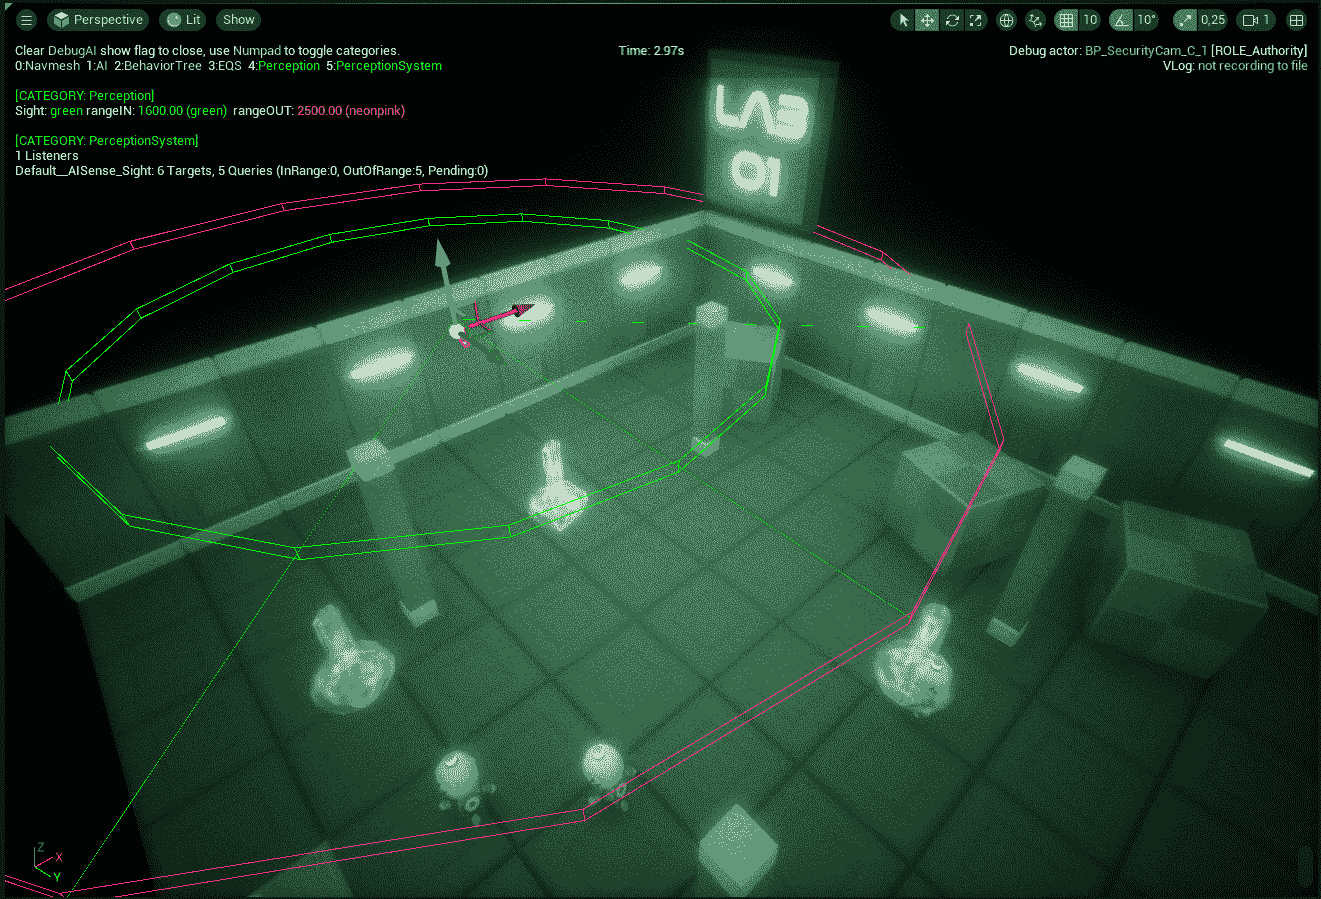 Perspective Lit Show 10 10° 0,25 1
Clear DebugAI show flag to close, use Numpad to toggle categories.
0:Navmesh 1:AI 2:BehaviorTree 3:EQS 4:Perception 5:PerceptionSystem
Time: 2.97s
Debug actor: BP_SecurityCam_C_1 [ROLE_Authority]
VLog: not recording to file
[CATEGORY: Perception]
Sight: green rangeIN: 1600.00 (green) rangeOUT: 2500.00 (neonpink)
[CATEGORY: PerceptionSystem]
1 Listeners
Default__AISense_Sight: 6 Targets, 5 Queries (InRange:0, OutOfRange:5, Pending:0)
LAB
01
Z
X
Y